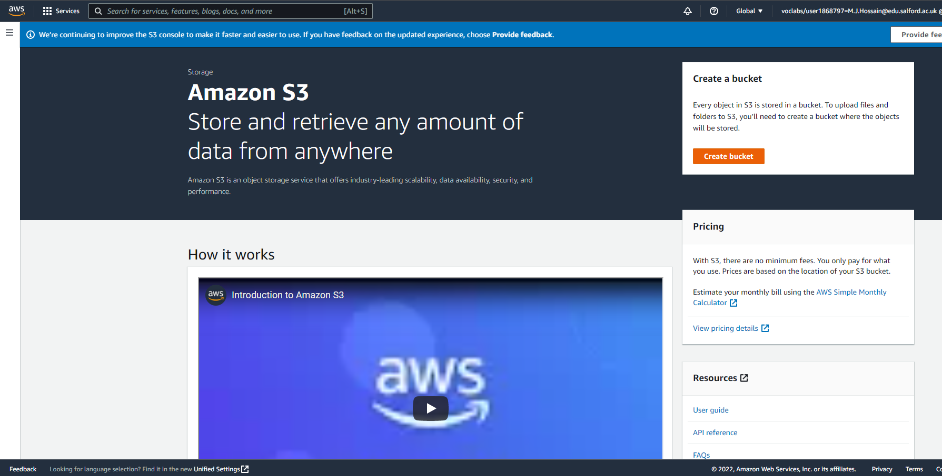 aws
Services
Search for services, features, blogs, docs, and more
[Alt+S]
Global ▼
voclabs/user1868797=M.J.Hossain@edu.salford.ac.uk @
We're continuing to improve the S3 console to make it faster and easier to use. If you have feedback on the updated experience, choose Provide feedback.
Provide fee
Storage
Amazon S3
Store and retrieve any amount of
data from anywhere
Amazon S3 is an object storage service that offers industry-leading scalability, data availability, security, and
performance.
Create a bucket
Every object in S3 is stored in a bucket. To upload files and
folders to S3, you'll need to create a bucket where the objects
will be stored.
Create bucket
How it works
aws
Introduction to Amazon S3
aws
Pricing
With S3, there are no minimum fees. You only pay for what
you use. Prices are based on the location of your S3 bucket.
Estimate your monthly bill using the AWS Simple Monthly
Calculator
View pricing details
Resources
User guide
API reference
FAQs
Feedback
Looking for language selection? Find it in the new Unified Settings
© 2022, Amazon Web Services, Inc. or its affiliates.
Privacy
Terms
Co